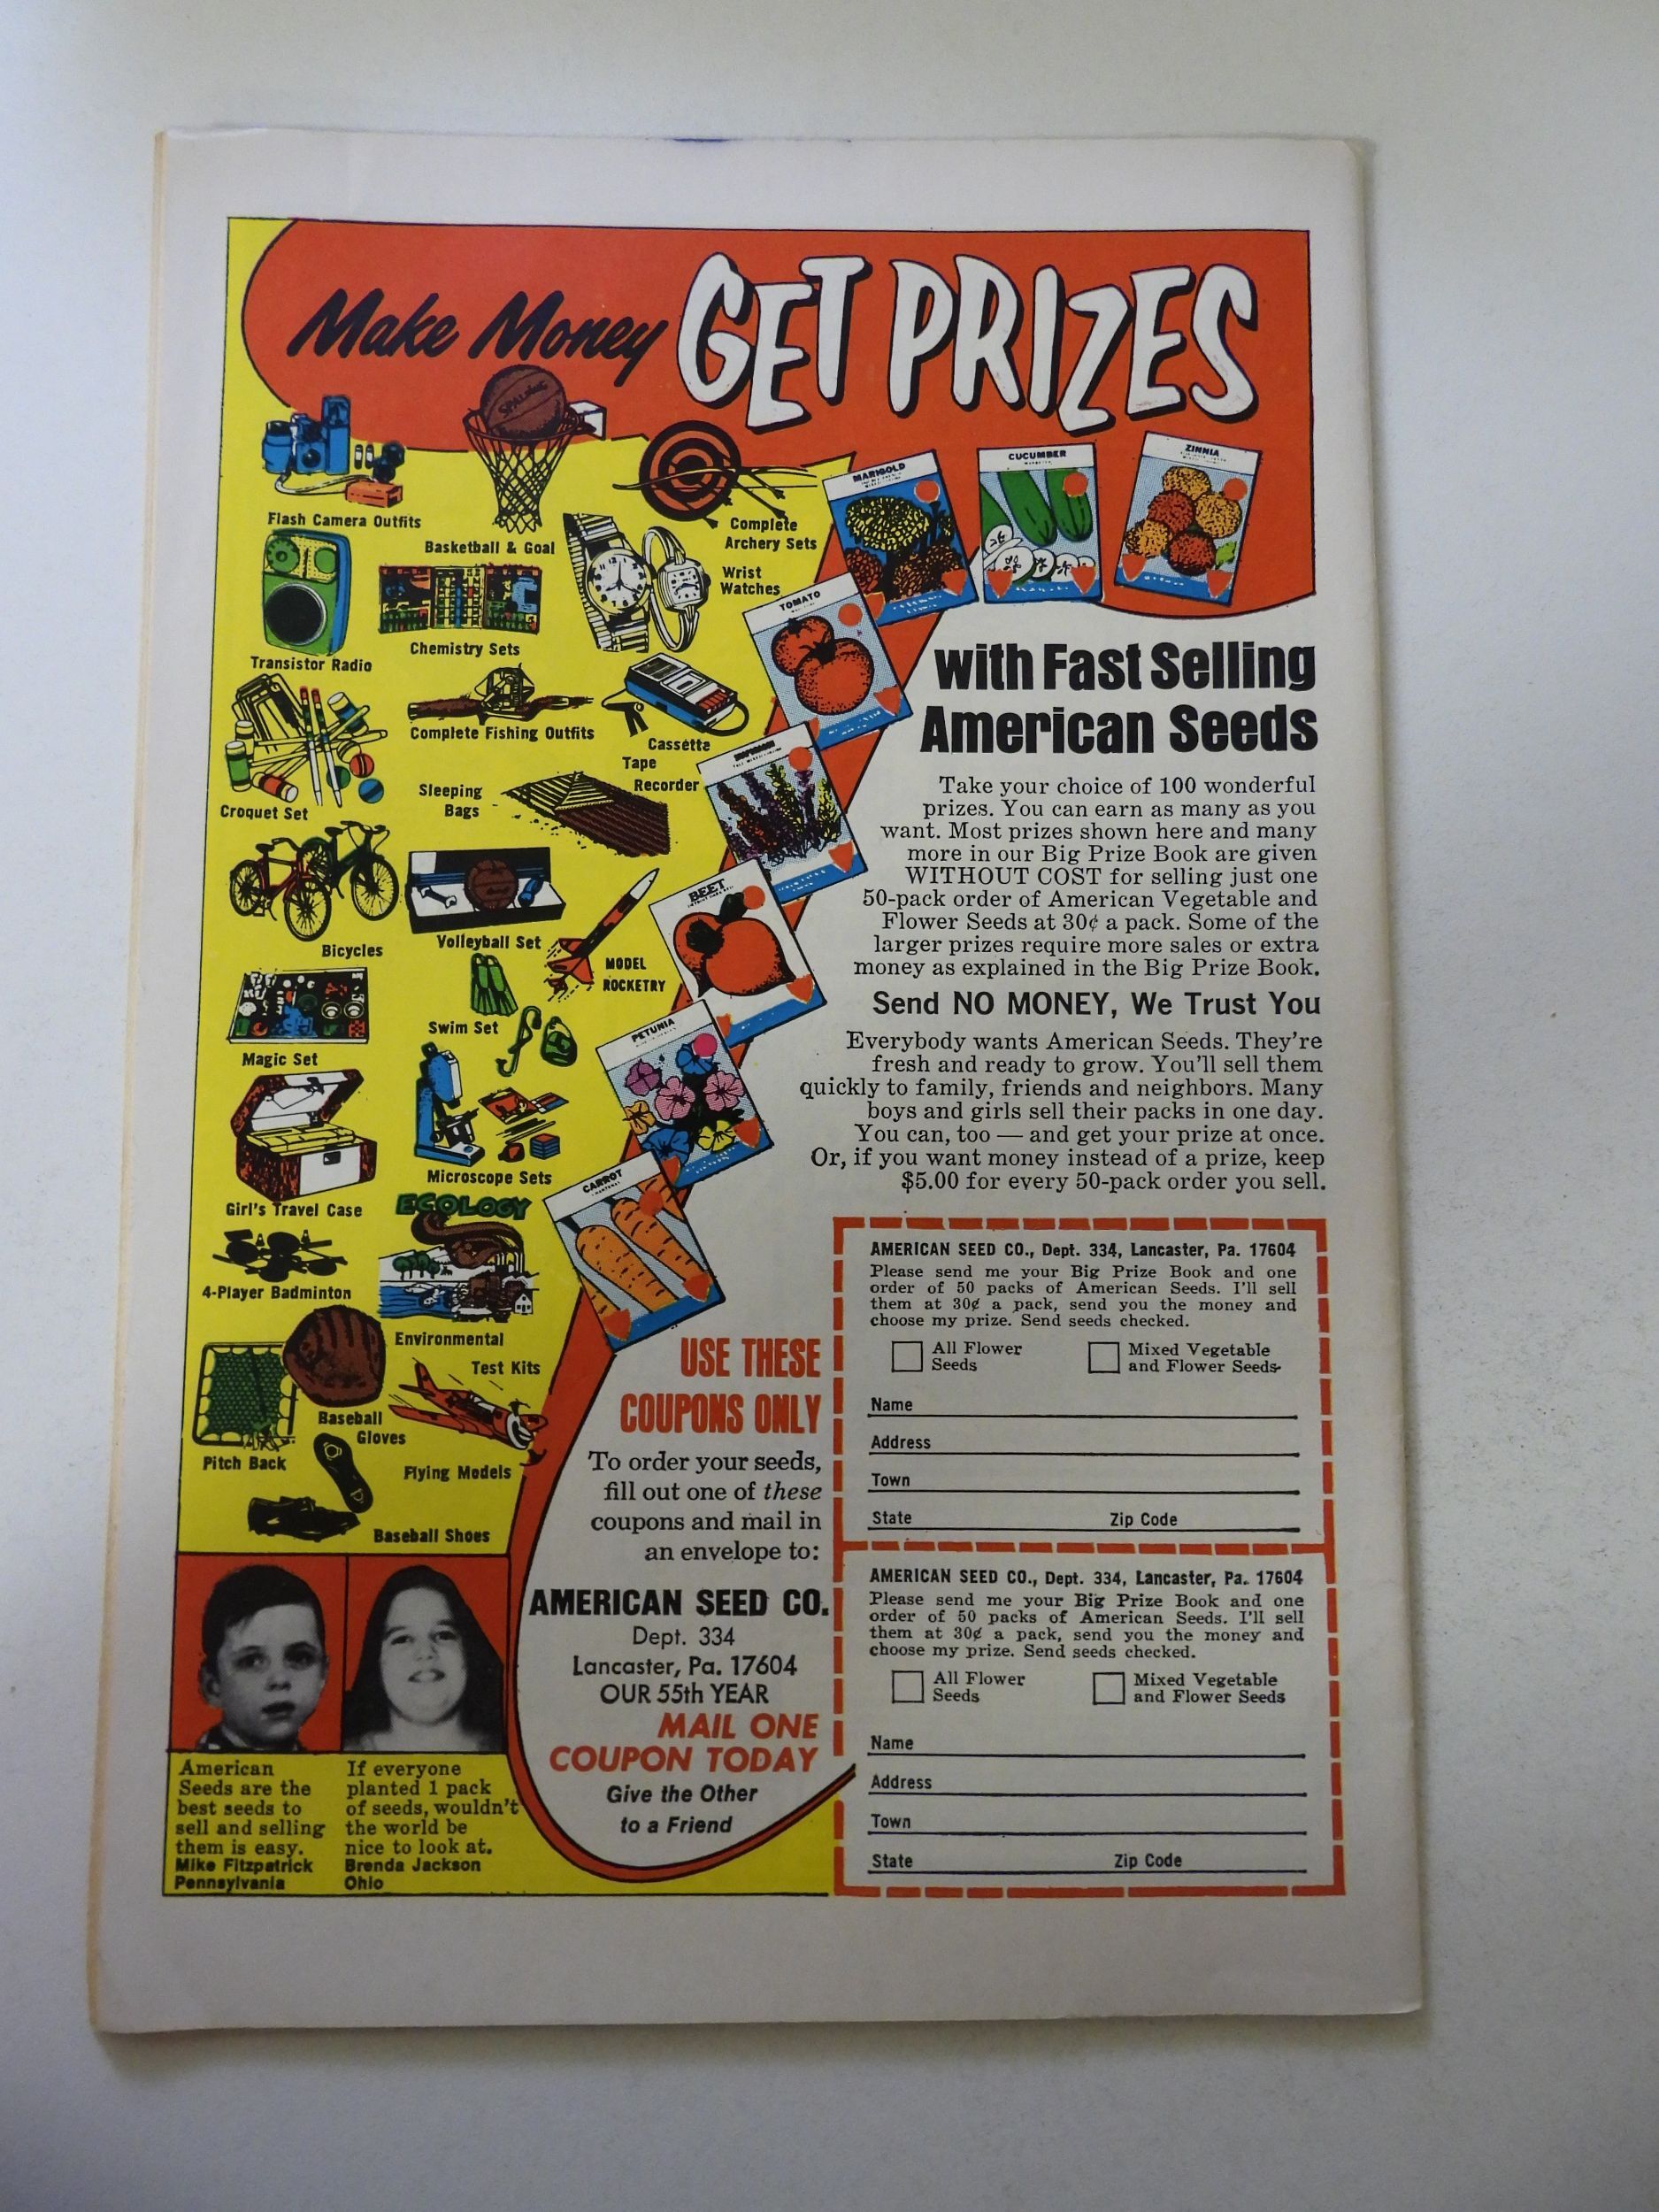 Make Money GET PRIZES
SPALDING
Flash Camera Outfits
Basketball & Goal
Complete
Archery Sets
Wrist
Watches
Transistor Radio
Chemistry Sets
Complete Fishing Outfits
Cassette
Tape
Recorder
Croquet Set
Sleeping
Bags
Bicycles
Volleyball Set
MODEL
ROCKETRY
Magic Set
Swim Set
Girl's Travel Case
Microscope Sets
ECOLOGY
4-Player Badminton
Environmental
Test Kits
Pitch Back
Baseball
Gloves
Flying Models
Baseball Shoes
MARIGOLD
CUCUMBER
ZINNIA
TOMATO
BEET
PETUNIA
CARROT
with Fast Selling
American Seeds
Take your choice of 100 wonderful
prizes. You can earn as many as you
want. Most prizes shown here and many
more in our Big Prize Book are given
WITHOUT COST for selling just one
50-pack order of American Vegetable and
Flower Seeds at 30¢ a pack. Some of the
larger prizes require more sales or extra
money as explained in the Big Prize Book.
Send NO MONEY, We Trust You
Everybody wants American Seeds. They're
fresh and ready to grow. You'll sell them
quickly to family, friends and neighbors. Many
boys and girls sell their packs in one day.
You can, too — and get your prize at once.
Or, if you want money instead of a prize, keep
$5.00 for every 50-pack order you sell.
USE THESE
COUPONS ONLY
To order your seeds,
fill out one of these
coupons and mail in
an envelope to:
AMERICAN SEED CO.
Dept. 334
Lancaster, Pa. 17604
OUR 55th YEAR
MAIL ONE
COUPON TODAY
Give the Other
to a Friend
AMERICAN SEED CO., Dept. 334, Lancaster, Pa. 17604
Please send me your Big Prize Book and one
order of 50 packs of American Seeds. I'll sell
them at 30¢ a pack, send you the money and
choose my prize. Send seeds checked.
All Flower
Seeds
Mixed Vegetable
and Flower Seeds
Name
Address
Town
State Zip Code
AMERICAN SEED CO., Dept. 334, Lancaster, Pa. 17604
Please send me your Big Prize Book and one
order of 50 packs of American Seeds. I'll sell
them at 30¢ a pack, send you the money and
choose my prize. Send seeds checked.
All Flower
Seeds
Mixed Vegetable
and Flower Seeds
Name
Address
Town
State Zip Code
American
Seeds are the
best seeds to
sell and selling
them is easy.
Mike Fitzpatrick
Pennsylvania
If everyone
planted 1 pack
of seeds, wouldn't
the world be
nice to look at.
Brenda Jackson
Ohio